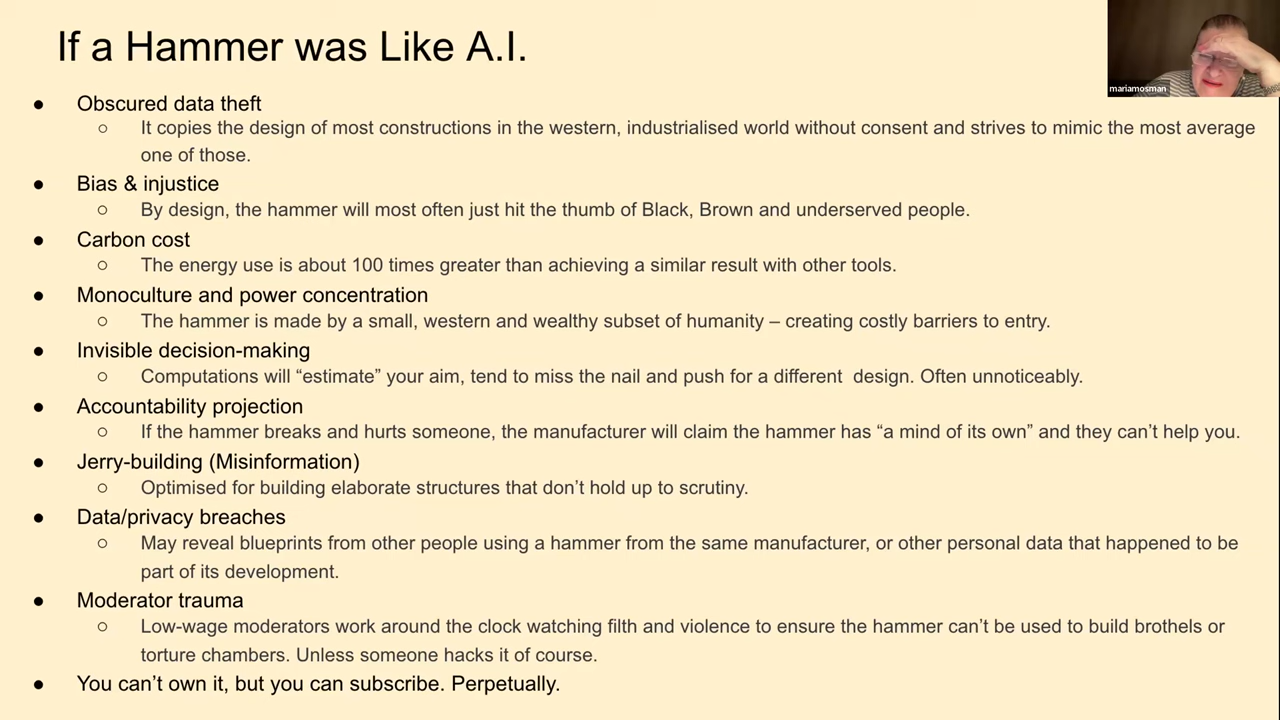 If a Hammer was Like A.I.
mariamosman
● Obscured data theft
○ It copies the design of most constructions in the western, industrialised world without consent and strives to mimic the most average
one of those.
● Bias & injustice
○ By design, the hammer will most often just hit the thumb of Black, Brown and underserved people.
● Carbon cost
○ The energy use is about 100 times greater than achieving a similar result with other tools.
● Monoculture and power concentration
○ The hammer is made by a small, western and wealthy subset of humanity – creating costly barriers to entry.
● Invisible decision-making
○ Computations will “estimate” your aim, tend to miss the nail and push for a different  design. Often unnoticeably.
● Accountability projection
○ If the hammer breaks and hurts someone, the manufacturer will claim the hammer has “a mind of its own” and they can’t help you.
● Jerry-building (Misinformation)
○ Optimised for building elaborate structures that don’t hold up to scrutiny.
● Data/privacy breaches
○ May reveal blueprints from other people using a hammer from the same manufacturer, or other personal data that happened to be
part of its development.
● Moderator trauma
○ Low-wage moderators work around the clock watching filth and violence to ensure the hammer can’t be used to build brothels or
torture chambers. Unless someone hacks it of course.
● You can’t own it, but you can subscribe. Perpetually.